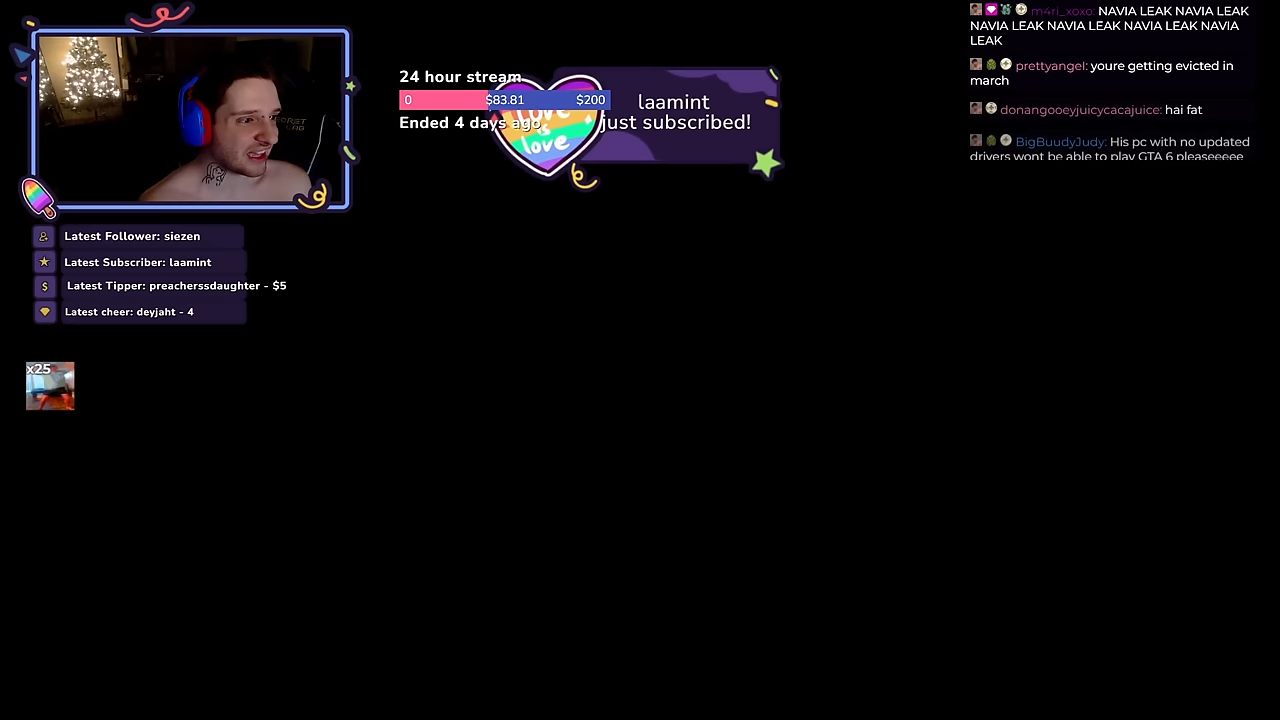 24 hour stream
0 $83.81 $200
Ended 4 days ago
love
is
love
laamint
just subscribed!
m4ri_xoxo: NAVIA LEAK NAVIA LEAK
NAVIA LEAK NAVIA LEAK NAVIA LEAK NAVIA
LEAK
prettyangel: youre getting evicted in
march
donangooeyjuicycacajuice: hai fat
BigBuudyJudy: His pc with no updated
drivers wont be able to play GTA 6 pleaseeeee
Latest Follower: siezen
Latest Subscriber: laamint
Latest Tipper: preacherssdaughter - $5
Latest cheer: deyjaht - 4
x25